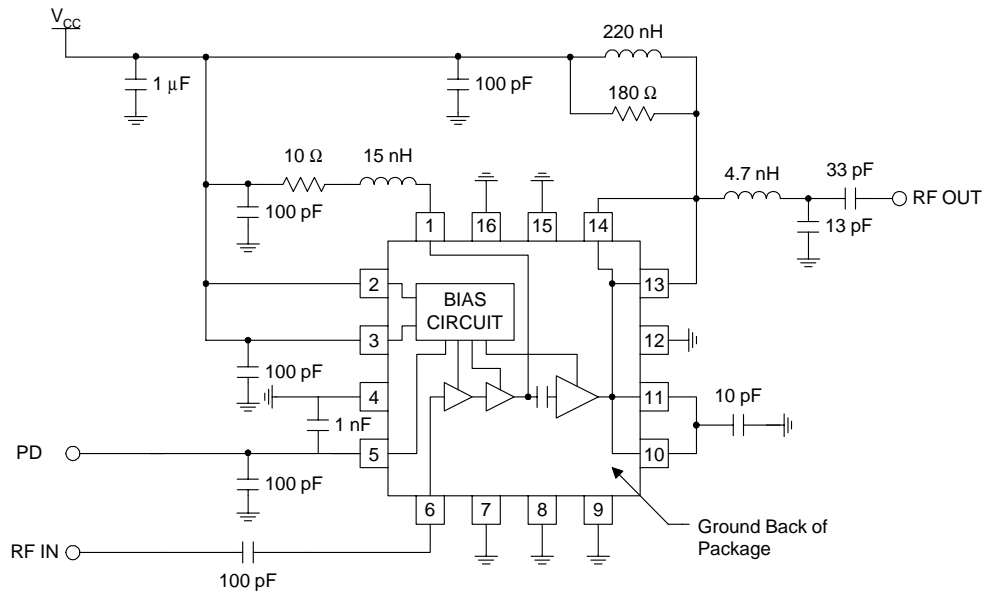 VCC
220 nH
1 µF
100 pF
180 Ω
10 Ω
15 nH
4.7 nH
33 pF
RF OUT
100 pF
13 pF
1
16
15
14
2
13
BIAS
CIRCUIT
3
12
100 pF
4
11
10 pF
1 nF
PD
5
10
100 pF
6
7
8
9
Ground Back of
Package
RF IN
100 pF